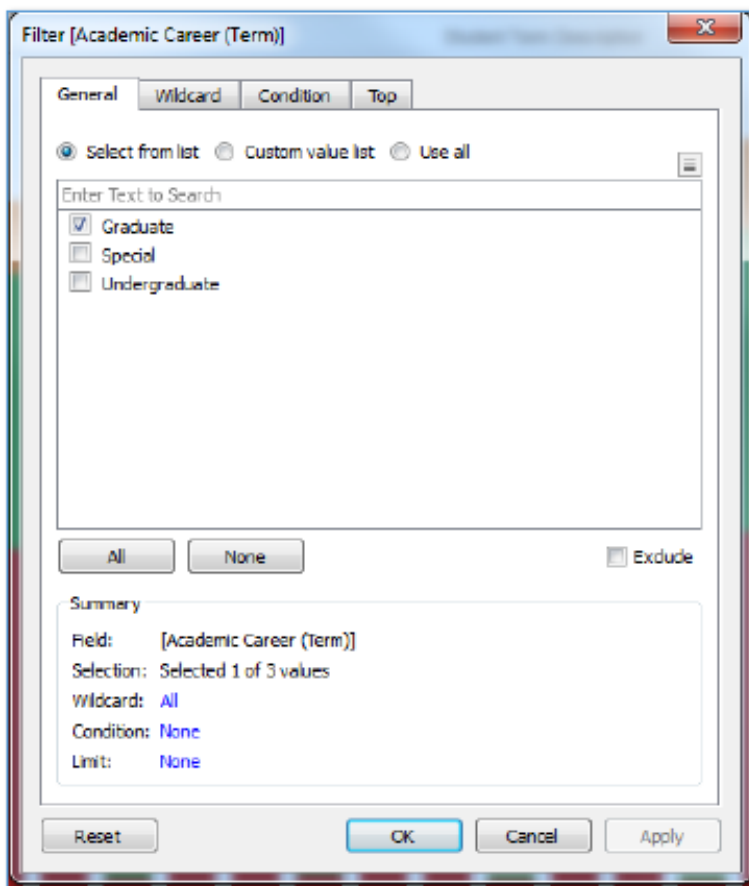 Filter [Academic Career (Term)]
General Wildcard Condition Top
Select from list Custom value list Use all
Enter Text to Search
Graduate
Special
Undergraduate
All None Exclude
Summary
Field: [Academic Career (Term)]
Selection: Selected 1 of 3 values
Wildcard: All
Condition: None
Limit: None
Reset OK Cancel Apply